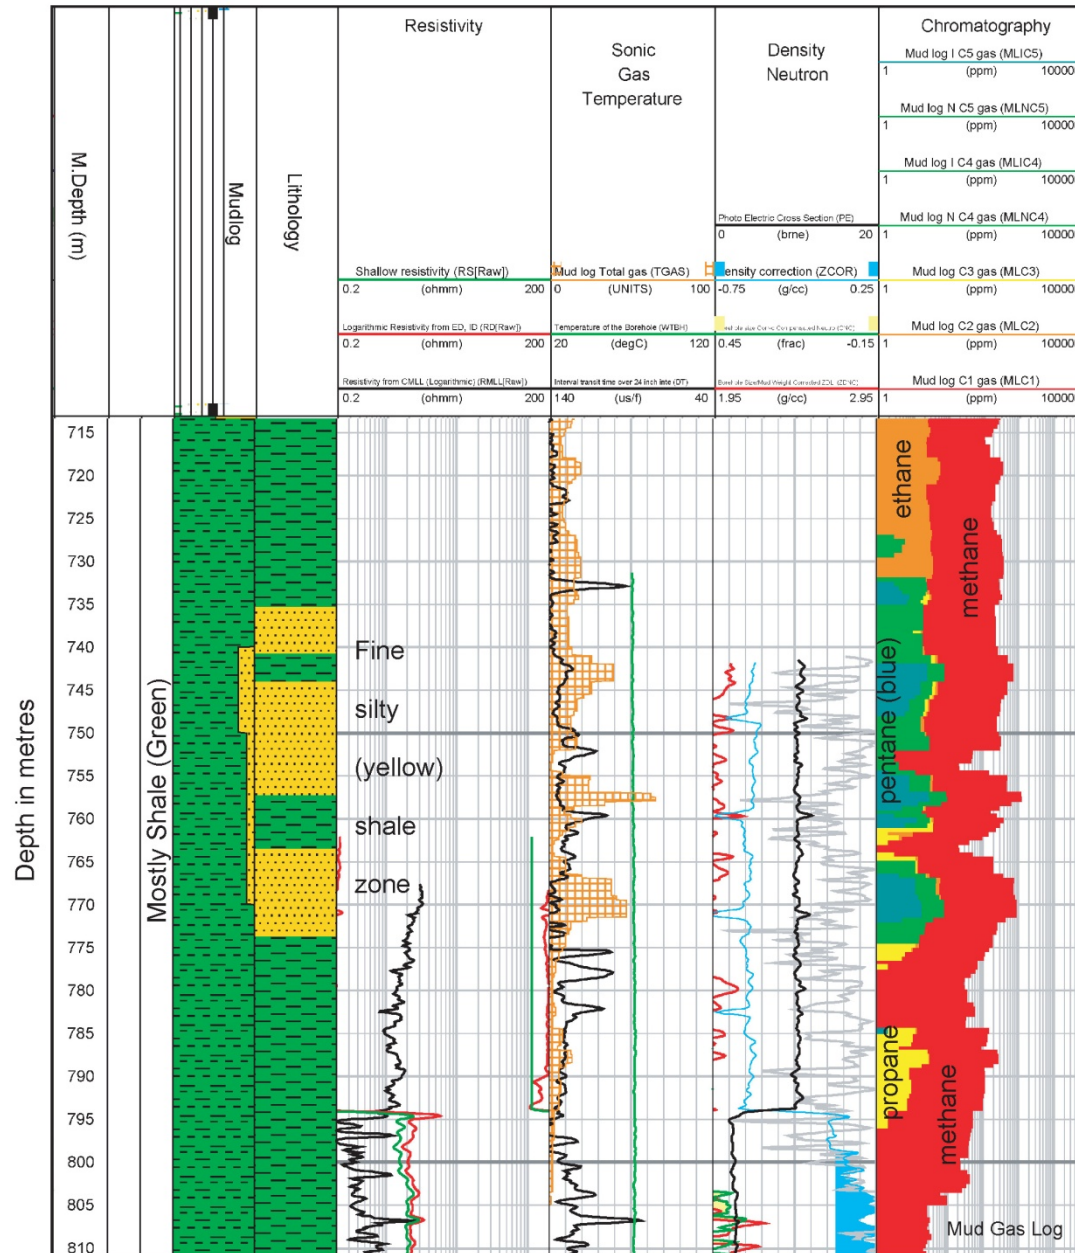 Resistivity
Sonic
Gas
Temperature
Density
Neutron
Chromatography
M.Depth (m)
Mudlog
Lithology
Shallow resistivity (RS[Raw])
0.2 (ohmm) 200
Logarithmic Resistivity from ED, ID (RD[Raw])
0.2 (ohmm) 200
Resistivity from CMLL (Logarithmic) (RMLL[Raw])
0.2 (ohmm) 200
Mud log Total gas (TGAS)
0 (UNITS) 100
Temperature of the Borehole (WTBH)
20 (degC) 120
Interval transit time over 24 inch inte (DT)
140 (us/f) 40
Photo Electric Cross Section (PE)
0 (brne) 20
ensity correction (ZCOR)
-0.75 (g/cc) 0.25
0.45 (frac) -0.15
Borehole Size/Mud Weight Corrected ZDL (ZDNC)
1.95 (g/cc) 2.95
Mud log I C5 gas (MLIC5)
1 (ppm) 10000
Mud log N C5 gas (MLNC5)
1 (ppm) 10000
Mud log I C4 gas (MLIC4)
1 (ppm) 10000
Mud log N C4 gas (MLNC4)
1 (ppm) 10000
Mud log C3 gas (MLC3)
1 (ppm) 10000
Mud log C2 gas (MLC2)
1 (ppm) 10000
Mud log C1 gas (MLC1)
1 (ppm) 10000
Depth in metres
715
720
725
730
735
740
745
750
755
760
765
770
775
780
785
790
795
800
805
810
Mostly Shale (Green)
Fine
silty
(yellow)
shale
zone
ethane
methane
pentane (blue)
propane
methane
Mud Gas Log